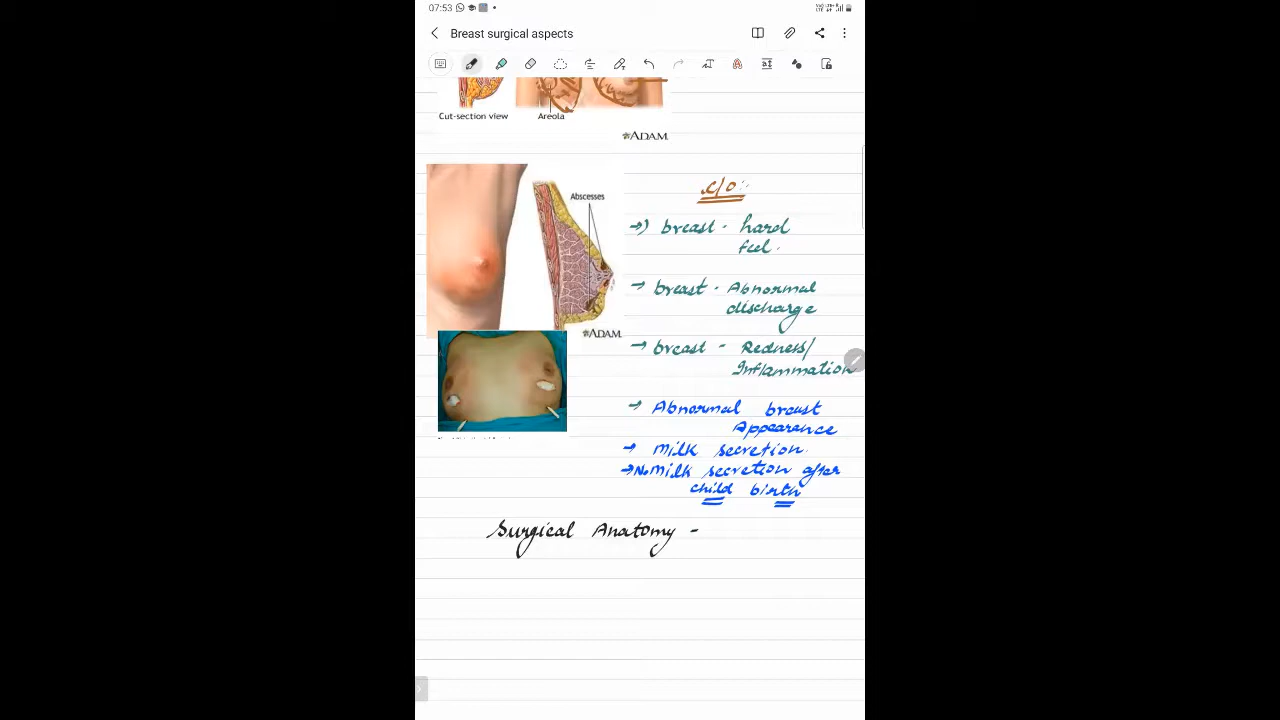 07:53
Breast surgical aspects
Cut-section view Areola
ADAM
Abscesses
ADAM
c/o:
→) breast - hard
feel.
→ breast - Abnormal
discharge
→ breast - Redness/
Inflammation
→ Abnormal breast
Appearence
→ Milk secretion
→ No Milk secretion after
child birth
Surgical Anatomy -